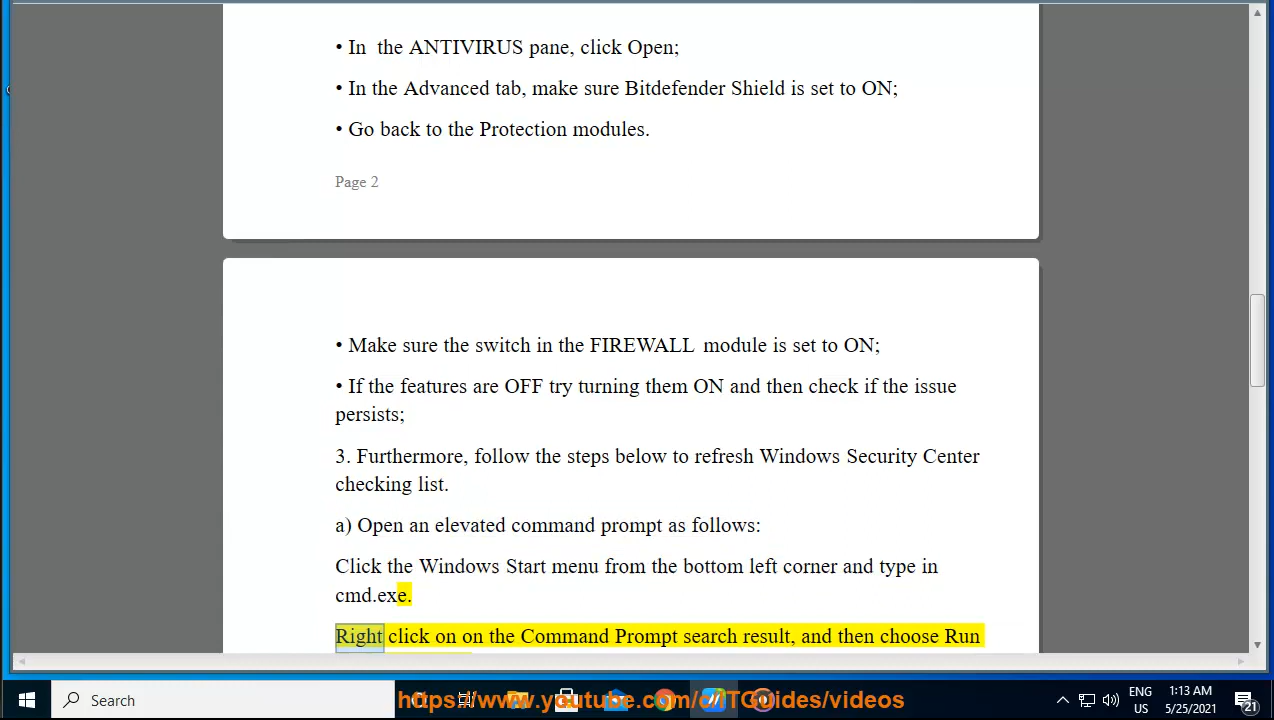 • In  the ANTIVIRUS pane, click Open;
• In the Advanced tab, make sure Bitdefender Shield is set to ON;
• Go back to the Protection modules.
Page 2
• Make sure the switch in the FIREWALL module is set to ON;
• If the features are OFF try turning them ON and then check if the issue
persists;
3. Furthermore, follow the steps below to refresh Windows Security Center
checking list.
a) Open an elevated command prompt as follows:
Click the Windows Start menu from the bottom left corner and type in
cmd.exe.
Right click on on the Command Prompt search result, and then choose Run
Search
https://www.youtube.com/c/ITGuides/videos
ENG
US
1:13 AM
5/25/2021
21